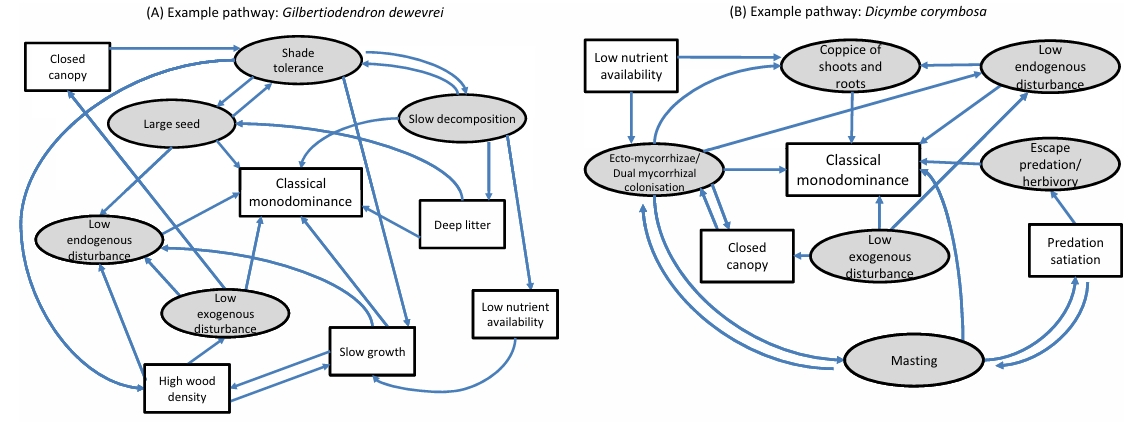 (A) Example pathway: Gilbertiodendron dewevrei
Closed
canopy
Shade
tolerance
Large seed
Slow decomposition
Classical
monodominance
Deep litter
Low
endogenous
disturbance
Low
exogenous
disturbance
Low nutrient
availability
Slow growth
High wood
density
(B) Example pathway: Dicymbe corymbosa
Low nutrient
availability
Coppice of
shoots and
roots
Low
endogenous
disturbance
Ecto-mycorrhizae/
Dual mycorrhizal
colonisation
Classical
monodominance
Escape
predation/
herbivory
Closed
canopy
Low
exogenous
disturbance
Predation
satiation
Masting